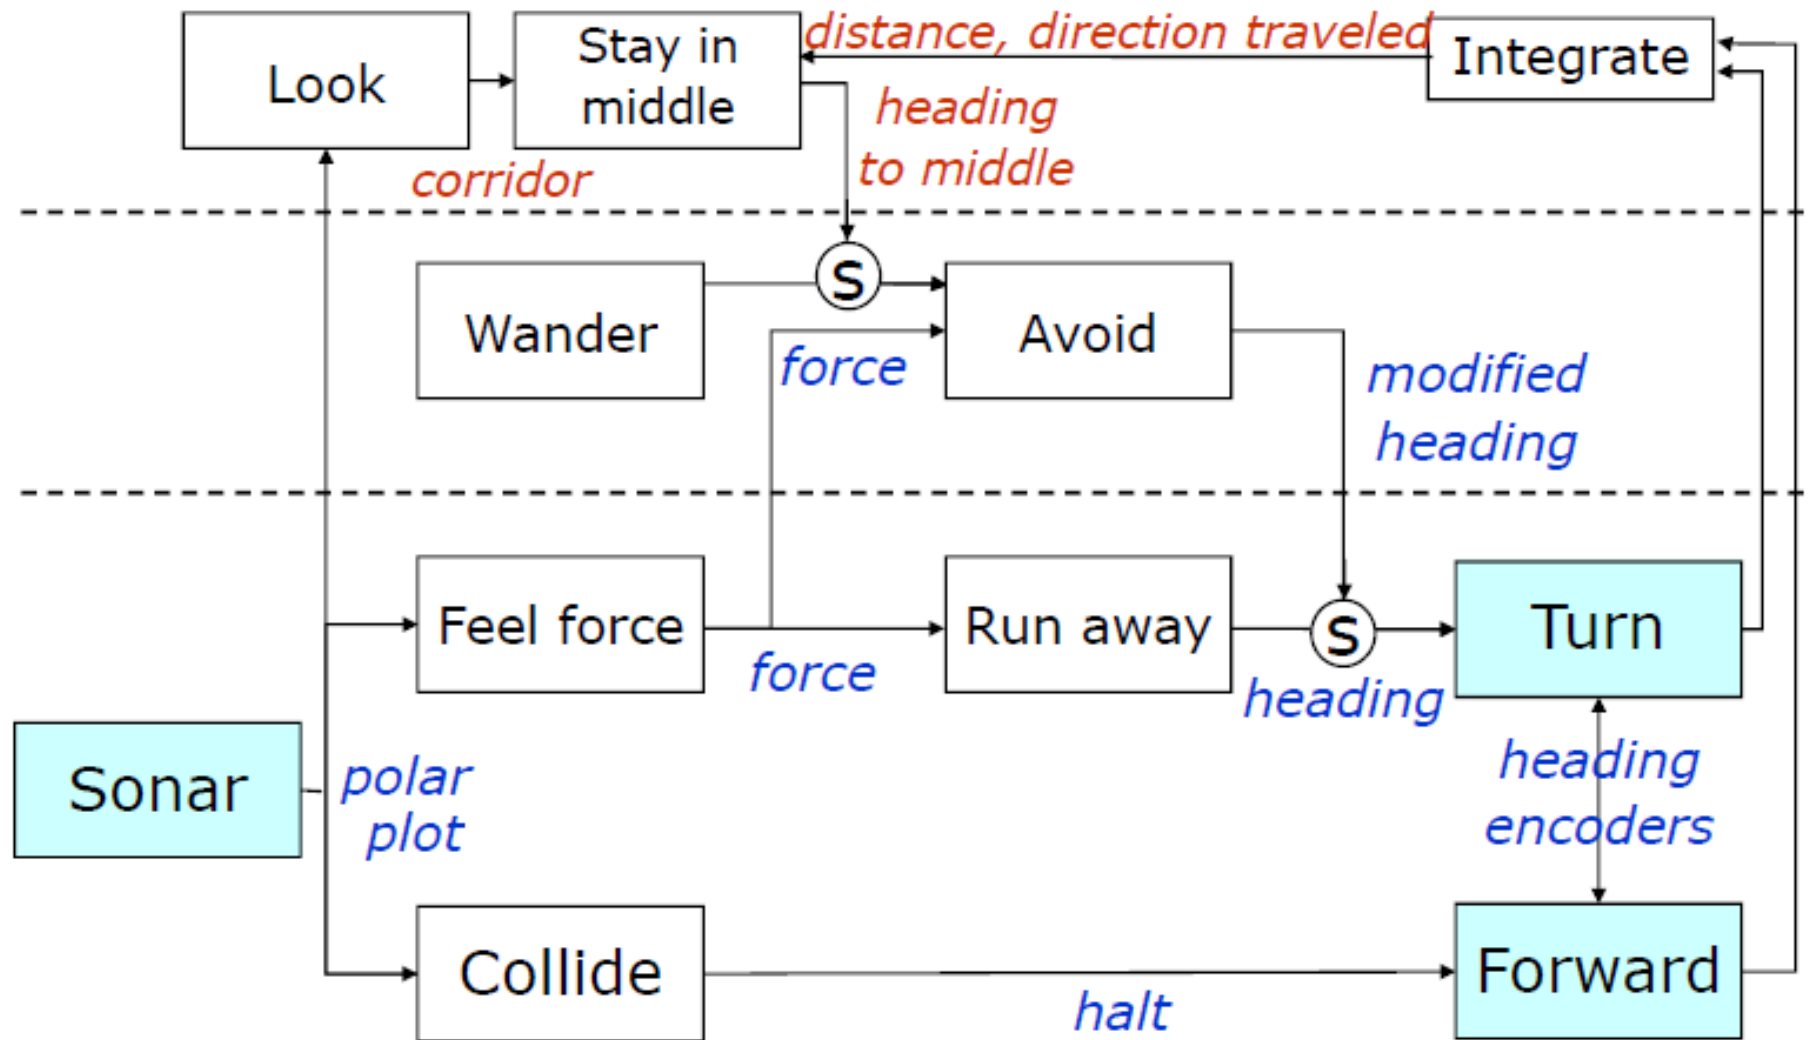 Look
Stay in
middle
distance, direction traveled
Integrate
corridor
heading
to middle
S
Wander
Avoid
force
modified
heading
Feel force
Run away
S
Turn
force
heading
Sonar
polar
plot
heading
encoders
Collide
Forward
halt